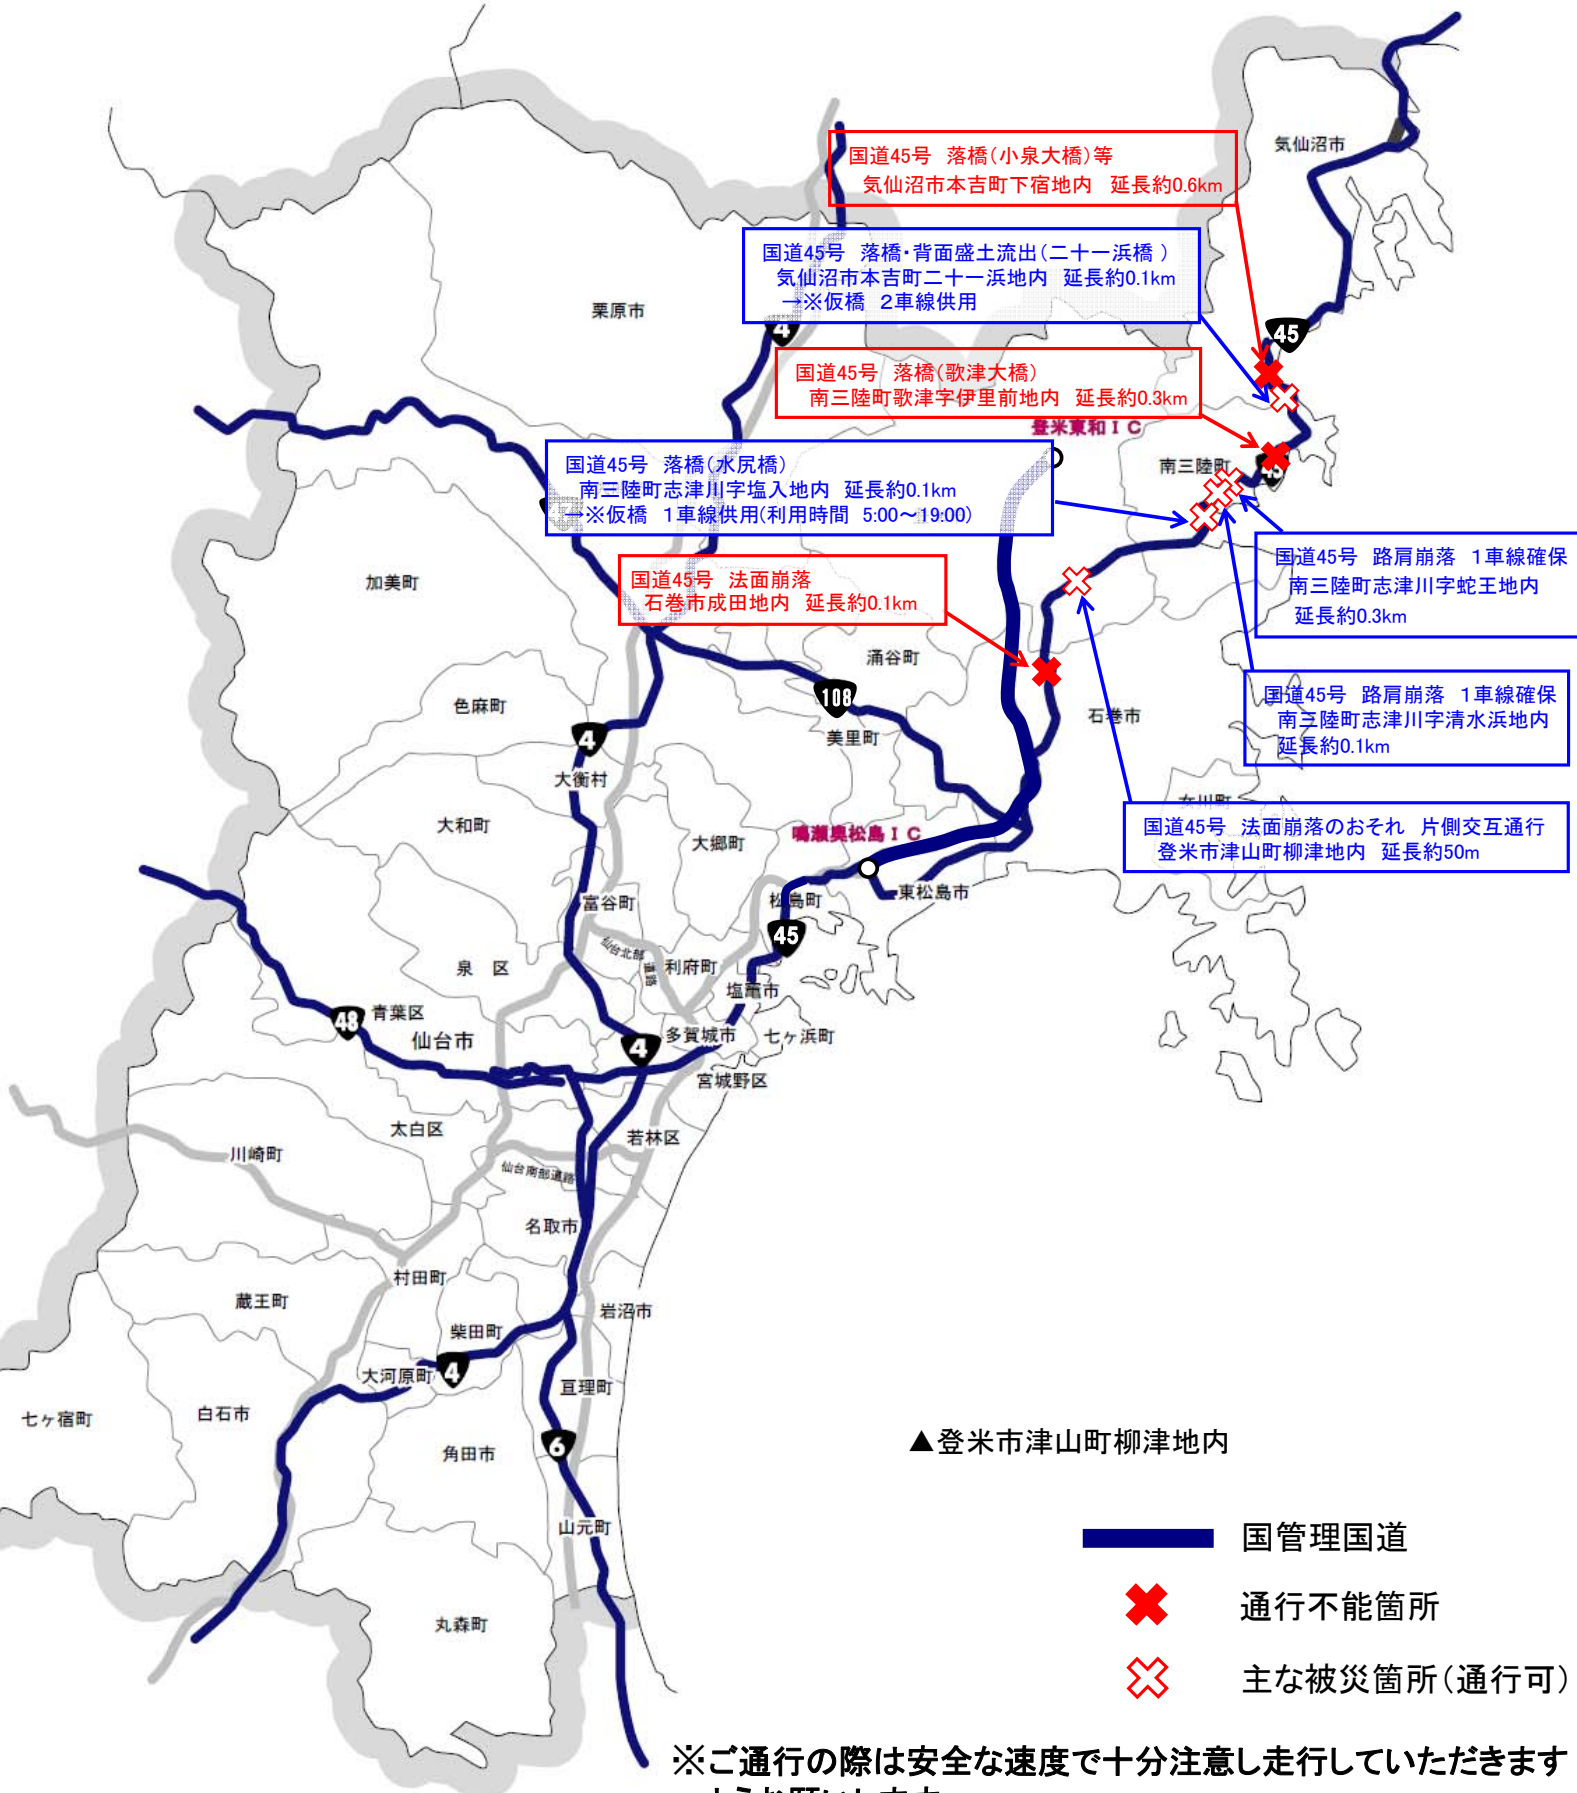 気仙沼市
国道45号 落橋(小泉大橋)等
気仙沼市本吉町下宿地内 延長約0.6km
国道45号 落橋・背面盛土流出(二十一浜橋 )
気仙沼市本吉町二十一浜地内 延長約0.1km
→※仮橋 2車線供用
栗原市
4
45
国道45号 落橋(歌津大橋)
南三陸町歌津字伊里前地内 延長約0.3km
登米東和IC
南三陸町
45
国道45号 落橋(水尻橋)
南三陸町志津川字塩入地内 延長約0.1km
→※仮橋 1車線供用(利用時間 5:00～19:00)
国道45号 路肩崩落 1車線確保
南三陸町志津川字蛇王地内
延長約0.3km
加美町
国道45号 法面崩落
石巻市成田地内 延長約0.1km
涌谷町
108
色麻町
石巻市
国道45号 路肩崩落 1車線確保
南三陸町志津川字清水浜地内
延長約0.1km
4
美里町
大衡村
女川町
大和町
大郷町
鳴瀬奥松島IC
国道45号 法面崩落のおそれ 片側交互通行
登米市津山町柳津地内 延長約50m
富谷町
松島町
東松島市
45
仙台北部道路
泉 区
利府町
塩竈市
48
青葉区
仙台市
4
多賀城市
七ヶ浜町
宮城野区
太白区
若林区
川崎町
仙台南部道路
名取市
村田町
蔵王町
岩沼市
柴田町
大河原町
4
亘理町
七ヶ宿町
白石市
角田市
6
▲登米市津山町柳津地内
山元町
国管理国道
丸森町
通行不能箇所
主な被災箇所(通行可)
※ご通行の際は安全な速度で十分注意し走行していただきます